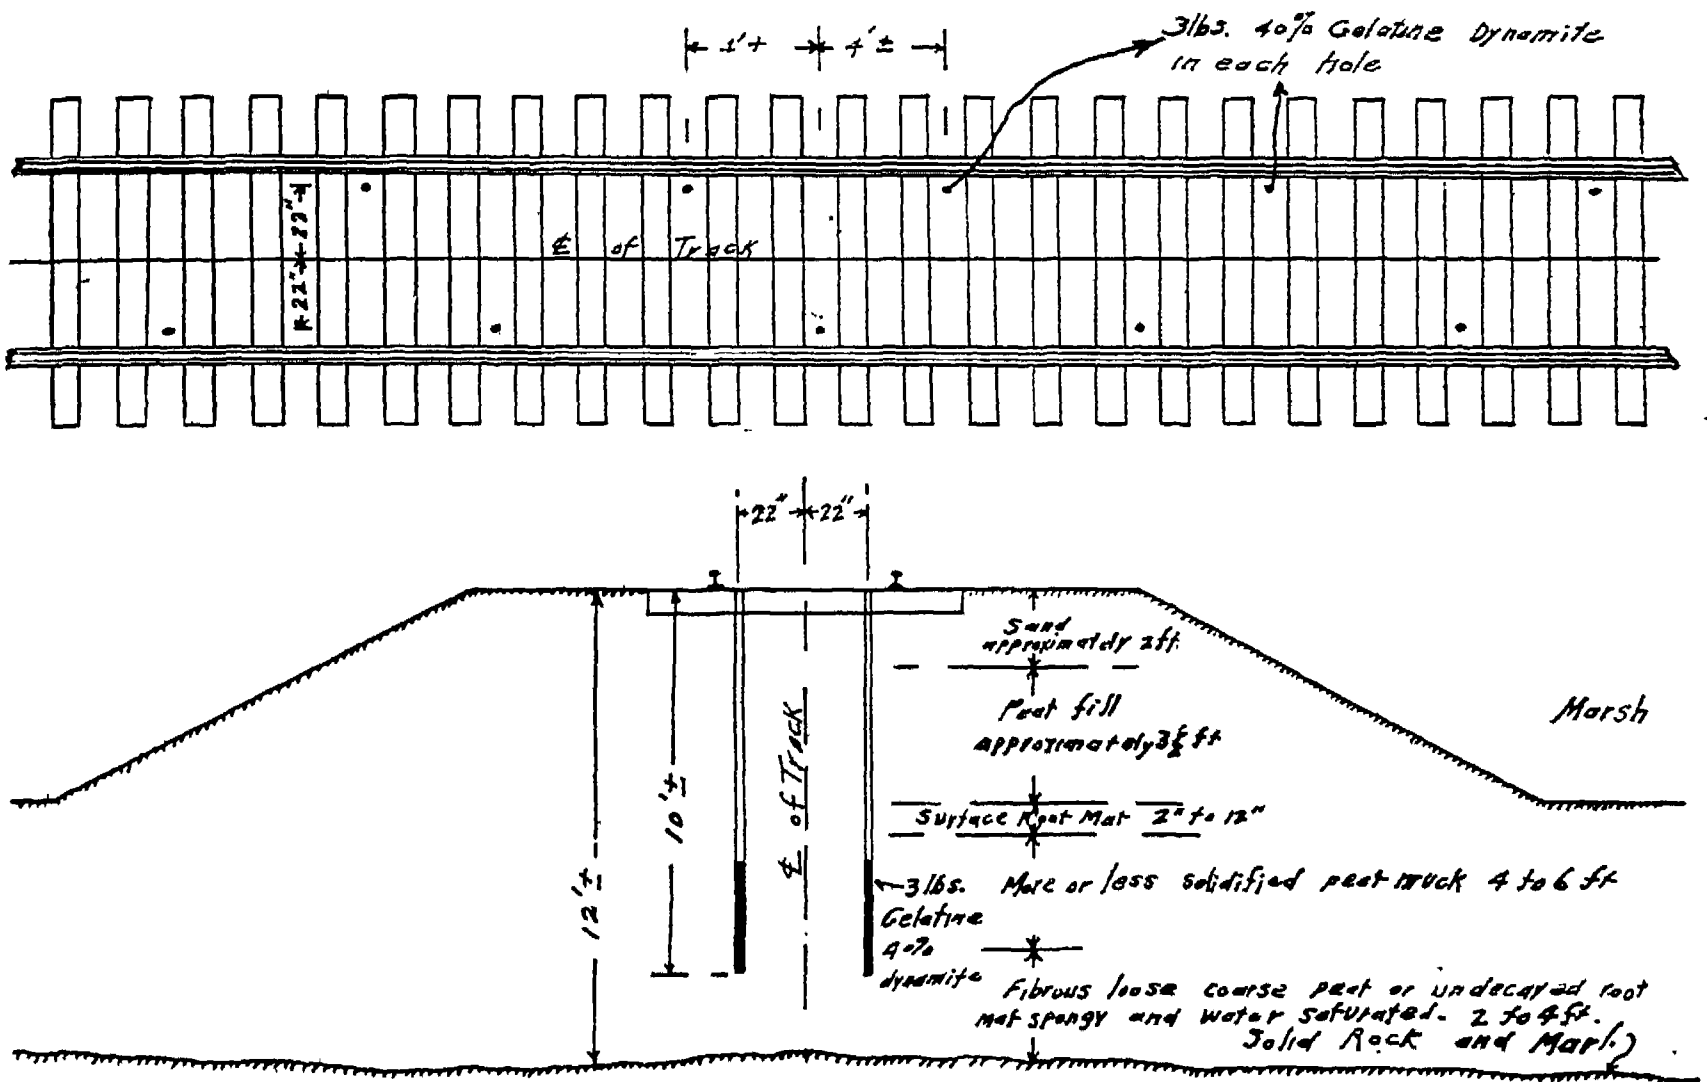 1'± 4'±
3lbs. 40% Gelatine Dynamite
in each hole
22" 22"
℄ of Track
22" 22"
Sand
approximately 2ft.
Peat fill
approximately 3½ ft
Marsh
℄ of Track
10'±
12'±
Surface Root Mat 2" to 12"
3lbs. More or less solidified peat muck 4 to 6 ft
Gelatine
40%
dynamite
Fibrous loose coarse peat or undecayed root
mat spongy and water saturated. 2 to 4 ft.
Solid Rock and Marl.